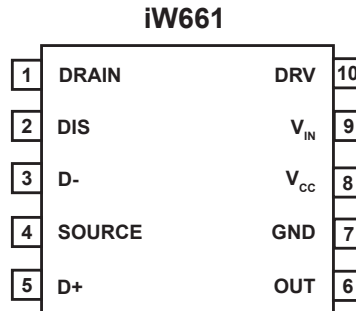 iW661
1 DRAIN DRV 10
2 DIS VIN 9
3 D- VCC 8
4 SOURCE GND 7
5 D+ OUT 6